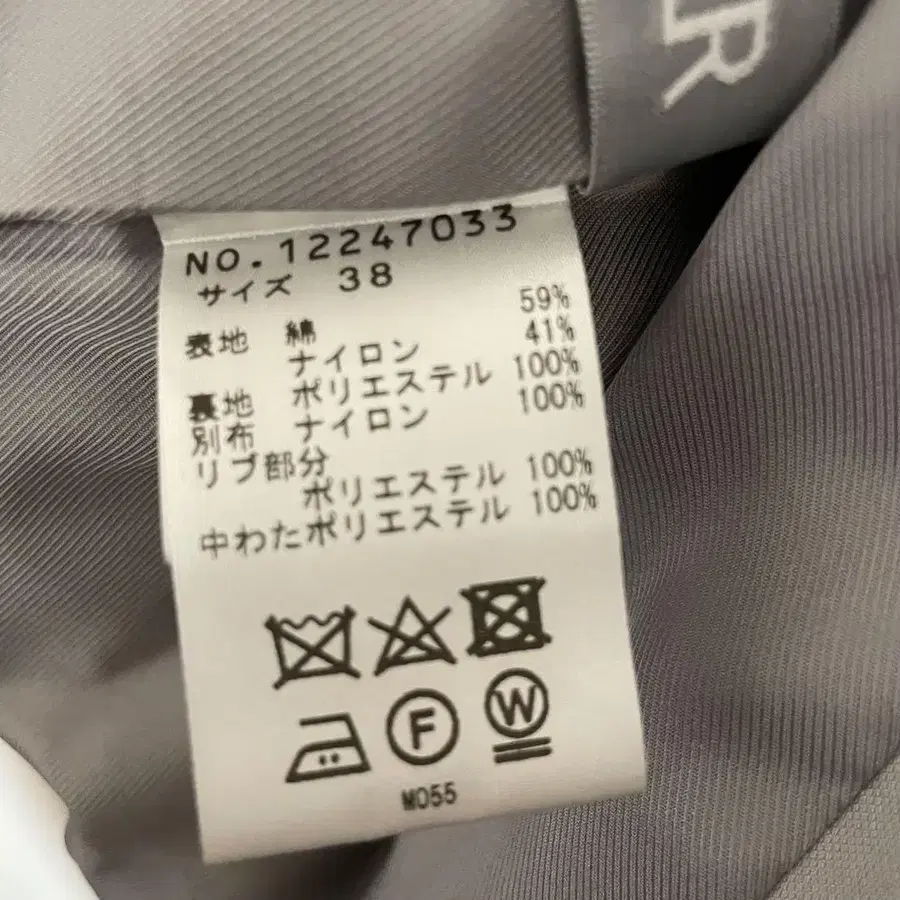 LR
NO.12247033
サイズ 38
表地 綿 59%
ナイロン 41%
裏地 ポリエステル 100%
別布 ナイロン 100%
リブ部分
ポリエステル 100%
中わたポリエステル 100%
F W
M055